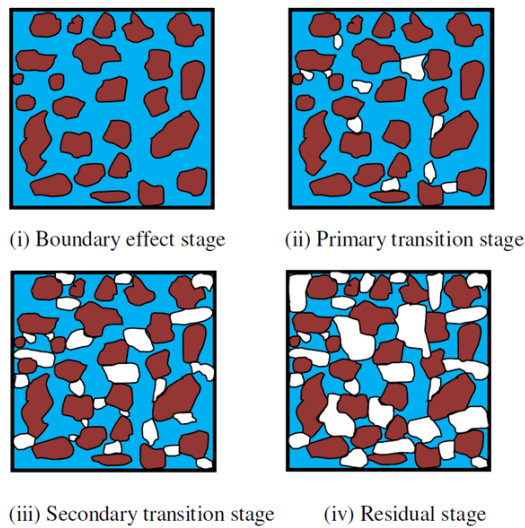 (i) Boundary effect stage
(ii) Primary transition stage
(iii) Secondary transition stage
(iv) Residual stage